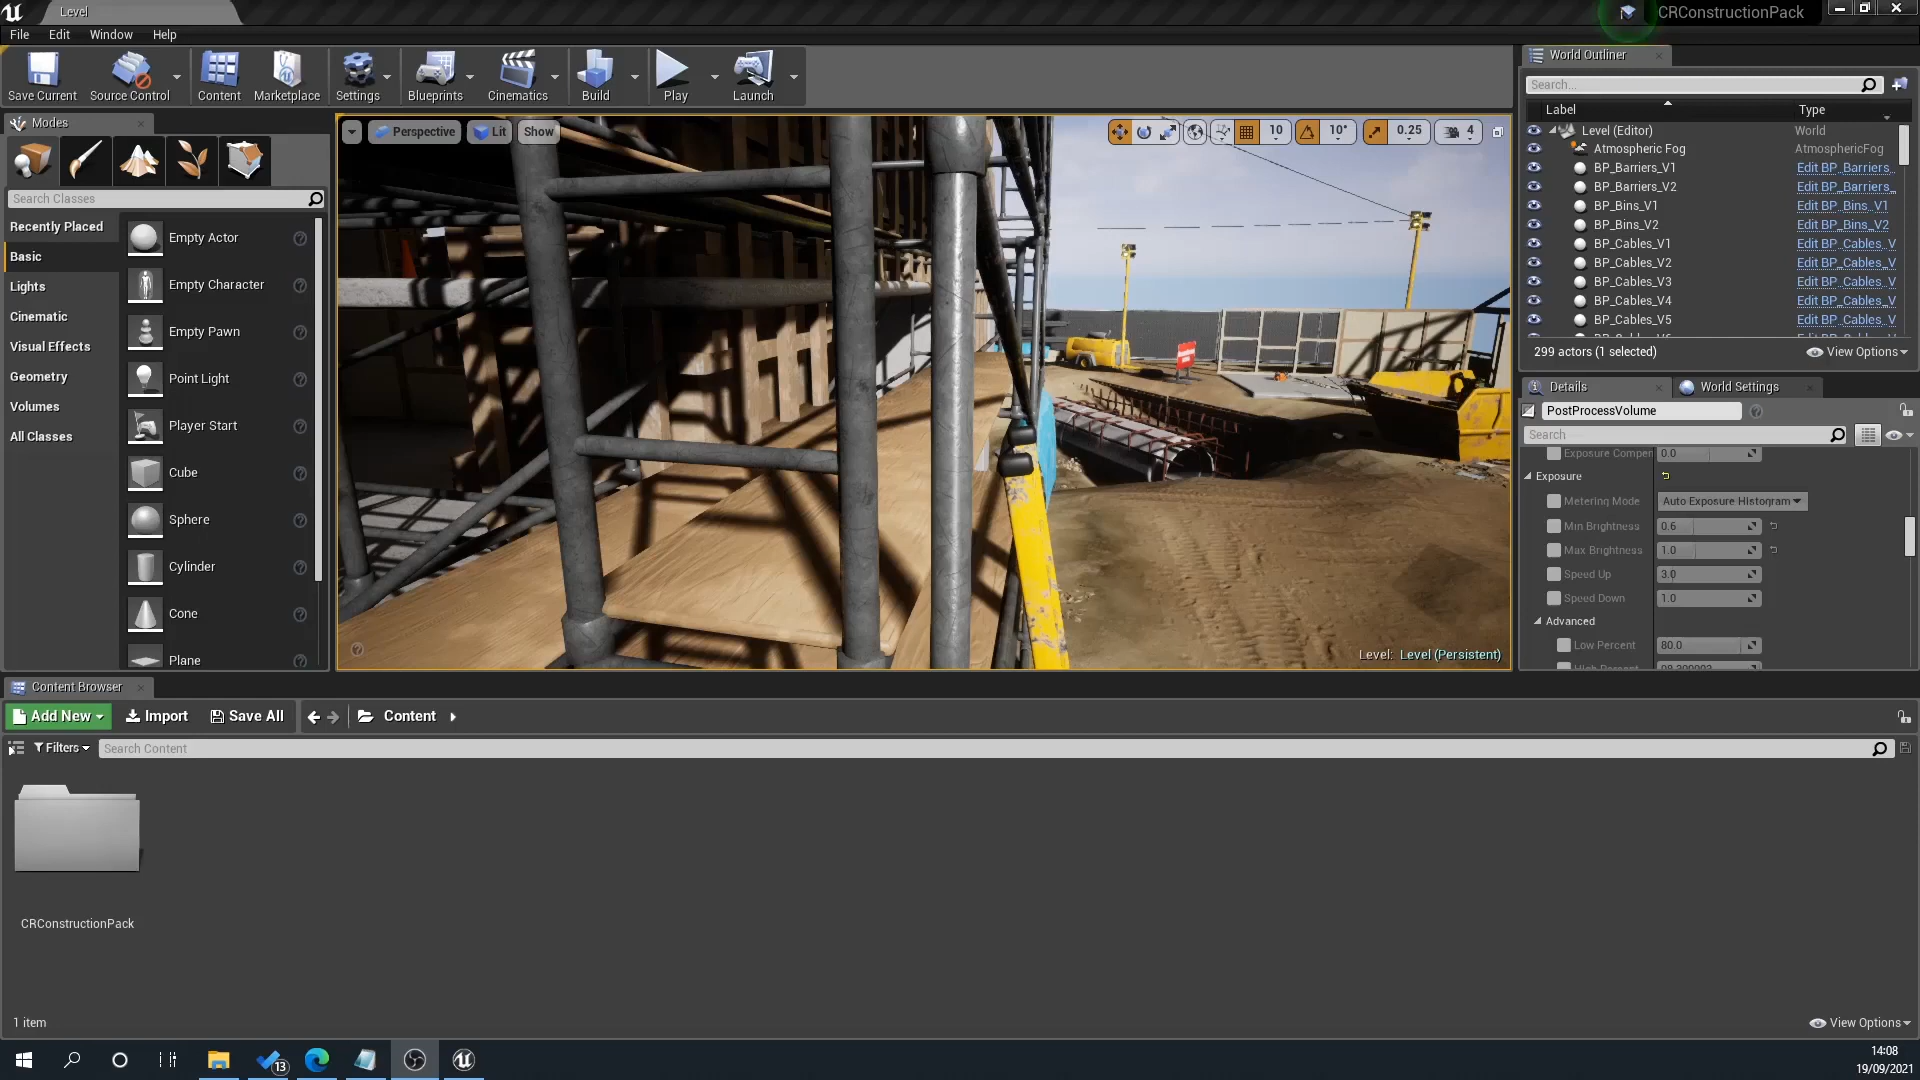 Level
CRConstructionPack
File Edit Window Help
Save Current
Source Control
Content
Marketplace
Settings
Blueprints
Cinematics
Build
Play
Launch
Modes
Search Classes
Recently Placed
Basic
Lights
Cinematic
Visual Effects
Geometry
Volumes
All Classes
Empty Actor
Empty Character
Empty Pawn
Point Light
Player Start
Cube
Sphere
Cylinder
Cone
Plane
Perspective
Lit
Show
10
10°
0.25
4
Level: Level (Persistent)
World Outliner
Search...
Label Type
Level (Editor) World
Atmospheric Fog AtmosphericFog
BP_Barriers_V1 Edit BP_Barriers_
BP_Barriers_V2 Edit BP_Barriers_
BP_Bins_V1 Edit BP_Bins_V1
BP_Bins_V2 Edit BP_Bins_V2
BP_Cables_V1 Edit BP_Cables_V
BP_Cables_V2 Edit BP_Cables_V
BP_Cables_V3 Edit BP_Cables_V
BP_Cables_V4 Edit BP_Cables_V
BP_Cables_V5 Edit BP_Cables_V
299 actors (1 selected)
View Options
Details
World Settings
PostProcessVolume
Search
Exposure Compen 0.0
Exposure
Metering Mode Auto Exposure Histogram
Min Brightness 0.6
Max Brightness 1.0
Speed Up 3.0
Speed Down 1.0
Advanced
Low Percent 80.0
Content Browser
Add New
Import
Save All
Content
Filters
Search Content
CRConstructionPack
1 item
View Options
13
14:08
19/09/2021